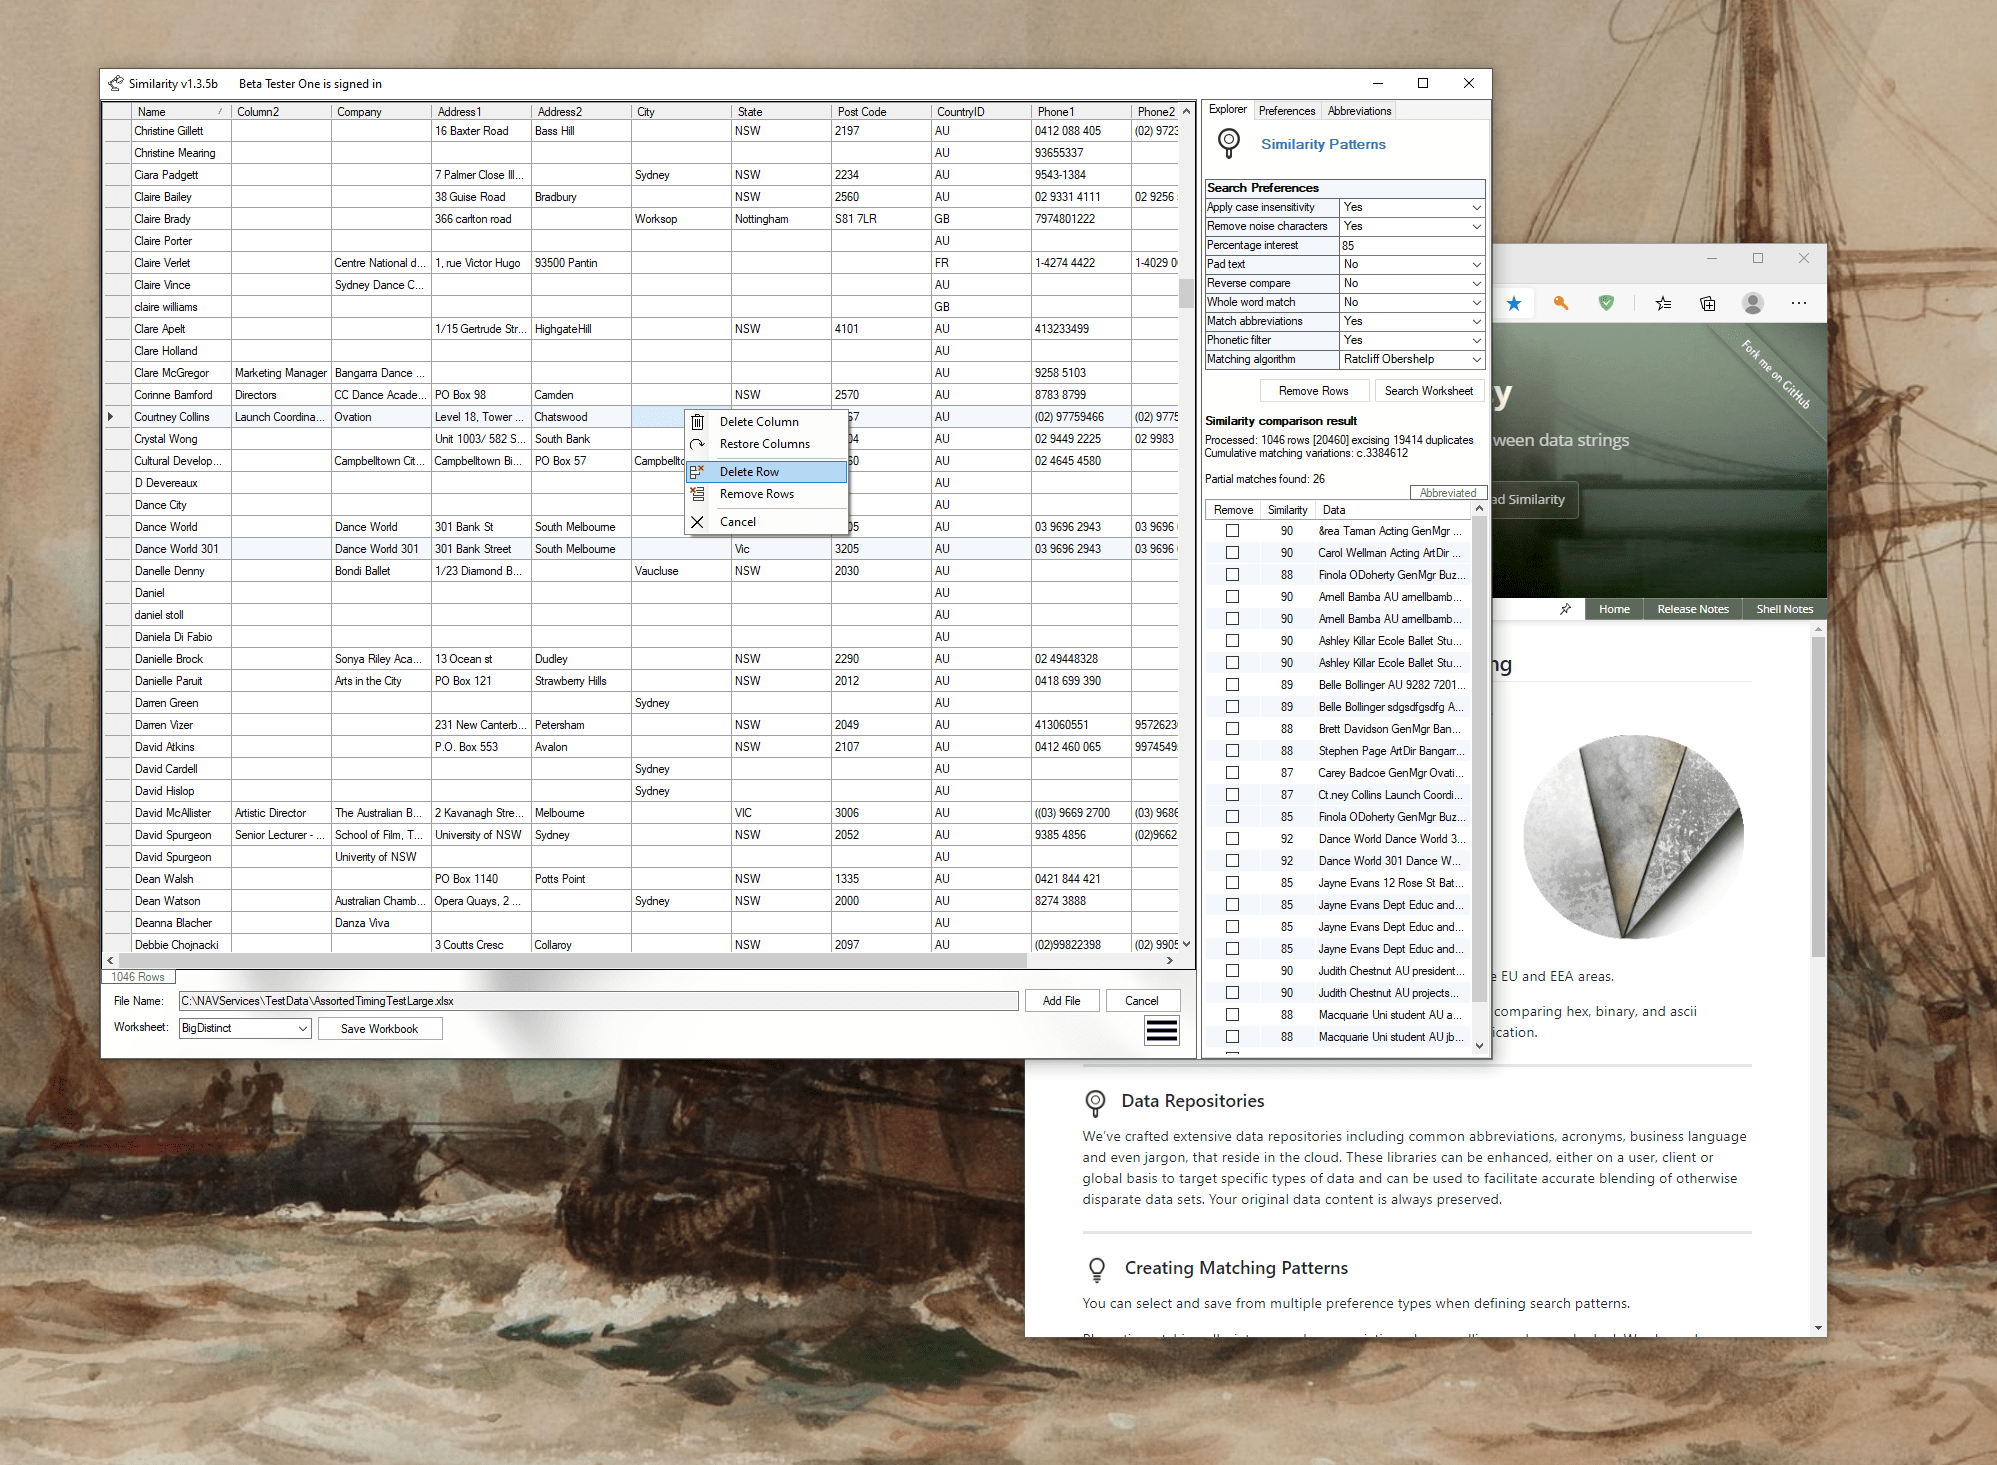 Similarity v1.3.5b Beta Tester One is signed in
Name Column2 Company Address1 Address2 City State Post Code CountryID Phone1 Phone2
Christine Gillett 16 Baxter Road Bass Hill NSW 2197 AU 0412 088 405 (02) 9723
Christine Mearing AU 93655337
Ciara Padgett 7 Palmer Close Ill... Sydney NSW 2234 AU 9543-1384
Claire Bailey 38 Guise Road Bradbury NSW 2560 AU 02 9331 4111 02 9256
Claire Brady 366 carlton road Worksop Nottingham S81 7LR GB 7974801222
Claire Porter AU
Claire Verlet Centre National d... 1, rue Victor Hugo 93500 Pantin FR 1-4274 4422 1-4029 0
Claire Vince Sydney Dance C... AU
claire williams GB
Clare Apelt 1/15 Gertrude Str... HighgateHill NSW 4101 AU 413233499
Clare Holland AU
Clare McGregor Marketing Manager Bangarra Dance ... AU 9258 5103
Corinne Bamford Directors CC Dance Acade... PO Box 98 Camden NSW 2570 AU 8783 8799
Courtney Collins Launch Coordina... Ovation Level 18, Tower ... Chatswood 67 AU (02) 97759466 (02) 9775
Crystal Wong Unit 1003/ 582 S... South Bank 04 AU 02 9449 2225 02 9983
Cultural Develop... Campbelltown Cit... Campbelltown Bi... PO Box 57 Campbellto 60 AU 02 4645 4580
D Devereaux AU
Dance City AU
Dance World Dance World 301 Bank St South Melbourne 05 AU 03 9696 2943 03 9696
Dance World 301 Dance World 301 301 Bank Street South Melbourne Vic 3205 AU 03 9696 2943 03 9696
Danelle Denny Bondi Ballet 1/23 Diamond B... Vaucluse NSW 2030 AU
Daniel AU
daniel stoll AU
Daniela Di Fabio AU
Danielle Brock Sonya Riley Aca... 13 Ocean st Dudley NSW 2290 AU 02 49448328
Danielle Paruit Arts in the City PO Box 121 Strawberry Hills NSW 2012 AU 0418 699 390
Darren Green Sydney AU
Darren Vizer 231 New Canterb... Petersham NSW 2049 AU 413060551 9572623
David Atkins P.O. Box 553 Avalon NSW 2107 AU 0412 460 065 9974549
David Cardell Sydney AU
David Hislop Sydney AU
David McAllister Artistic Director The Australian B... 2 Kavanagh Stre... Melbourne VIC 3006 AU ((03) 9669 2700 (03) 9686
David Spurgeon Senior Lecturer - ... School of Film, T... University of NSW Sydney NSW 2052 AU 9385 4856 (02)9662
David Spurgeon Univerity of NSW AU
Dean Walsh PO Box 1140 Potts Point NSW 1335 AU 0421 844 421
Dean Watson Australian Chamb... Opera Quays, 2 ... Sydney NSW 2000 AU 8274 3888
Deanna Blacher Danza Viva AU
Debbie Chojnacki 3 Coutts Cresc Collaroy NSW 2097 AU (02)99822398 (02) 9905
Delete Column
Restore Columns
Delete Row
Remove Rows
Cancel
1046 Rows
File Name: C:\NAVServices\TestData\AssortedTimingTestLarge.xlsx Add File Cancel
Worksheet: BigDistinct Save Workbook
Explorer Preferences Abbreviations
Similarity Patterns
Search Preferences
Apply case insensitivity Yes
Remove noise characters Yes
Percentage interest 85
Pad text No
Reverse compare No
Whole word match No
Match abbreviations Yes
Phonetic filter Yes
Matching algorithm Ratcliff Obershelp
Remove Rows Search Worksheet
Similarity comparison result
Processed: 1046 rows [20460] excising 19414 duplicates
Cumulative matching variations: c.3384612
Partial matches found: 26
Abbreviated
Remove Similarity Data
90 &rea Taman Acting GenMgr ...
90 Carol Wellman Acting ArtDir ...
88 Finola ODoherty GenMgr Buz...
90 Arnell Bamba AU arnellbamb...
90 Arnell Bamba AU arnellbamb...
90 Ashley Killar Ecole Ballet Stu...
90 Ashley Killar Ecole Ballet Stu...
89 Belle Bollinger AU 9282 7201...
89 Belle Bollinger sdgsdfgsdfg A...
88 Brett Davidson GenMgr Ban...
88 Stephen Page ArtDir Bangarr...
87 Carey Badcoe GenMgr Ovati...
87 Ct.ney Collins Launch Coordi...
85 Finola ODoherty GenMgr Buz...
92 Dance World Dance World 3...
92 Dance World 301 Dance W...
85 Jayne Evans 12 Rose St Bat...
85 Jayne Evans Dept Educ and...
85 Jayne Evans Dept Educ and...
85 Jayne Evans Dept Educ and...
90 Judith Chestnut AU president...
90 Judith Chestnut AU projects...
88 Macquarie Uni student AU a...
88 Macquarie Uni student AU jb...
Fork me on GitHub
y
ween data strings
ad Similarity
Home Release Notes Shell Notes
ng
e EU and EEA areas.
comparing hex, binary, and ascii
ication.
Data Repositories
We've crafted extensive data repositories including common abbreviations, acronyms, business language
and even jargon, that reside in the cloud. These libraries can be enhanced, either on a user, client or
global basis to target specific types of data and can be used to facilitate accurate blending of otherwise
disparate data sets. Your original data content is always preserved.
Creating Matching Patterns
You can select and save from multiple preference types when defining search patterns.